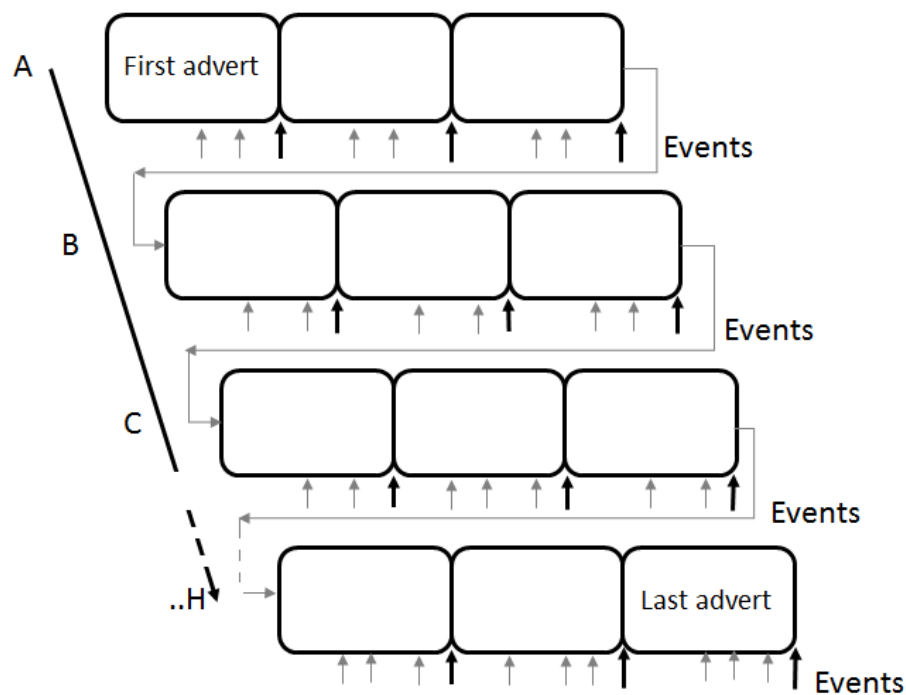 A
First advert
Events
B
Events
C
Events
..H
Last advert
Events